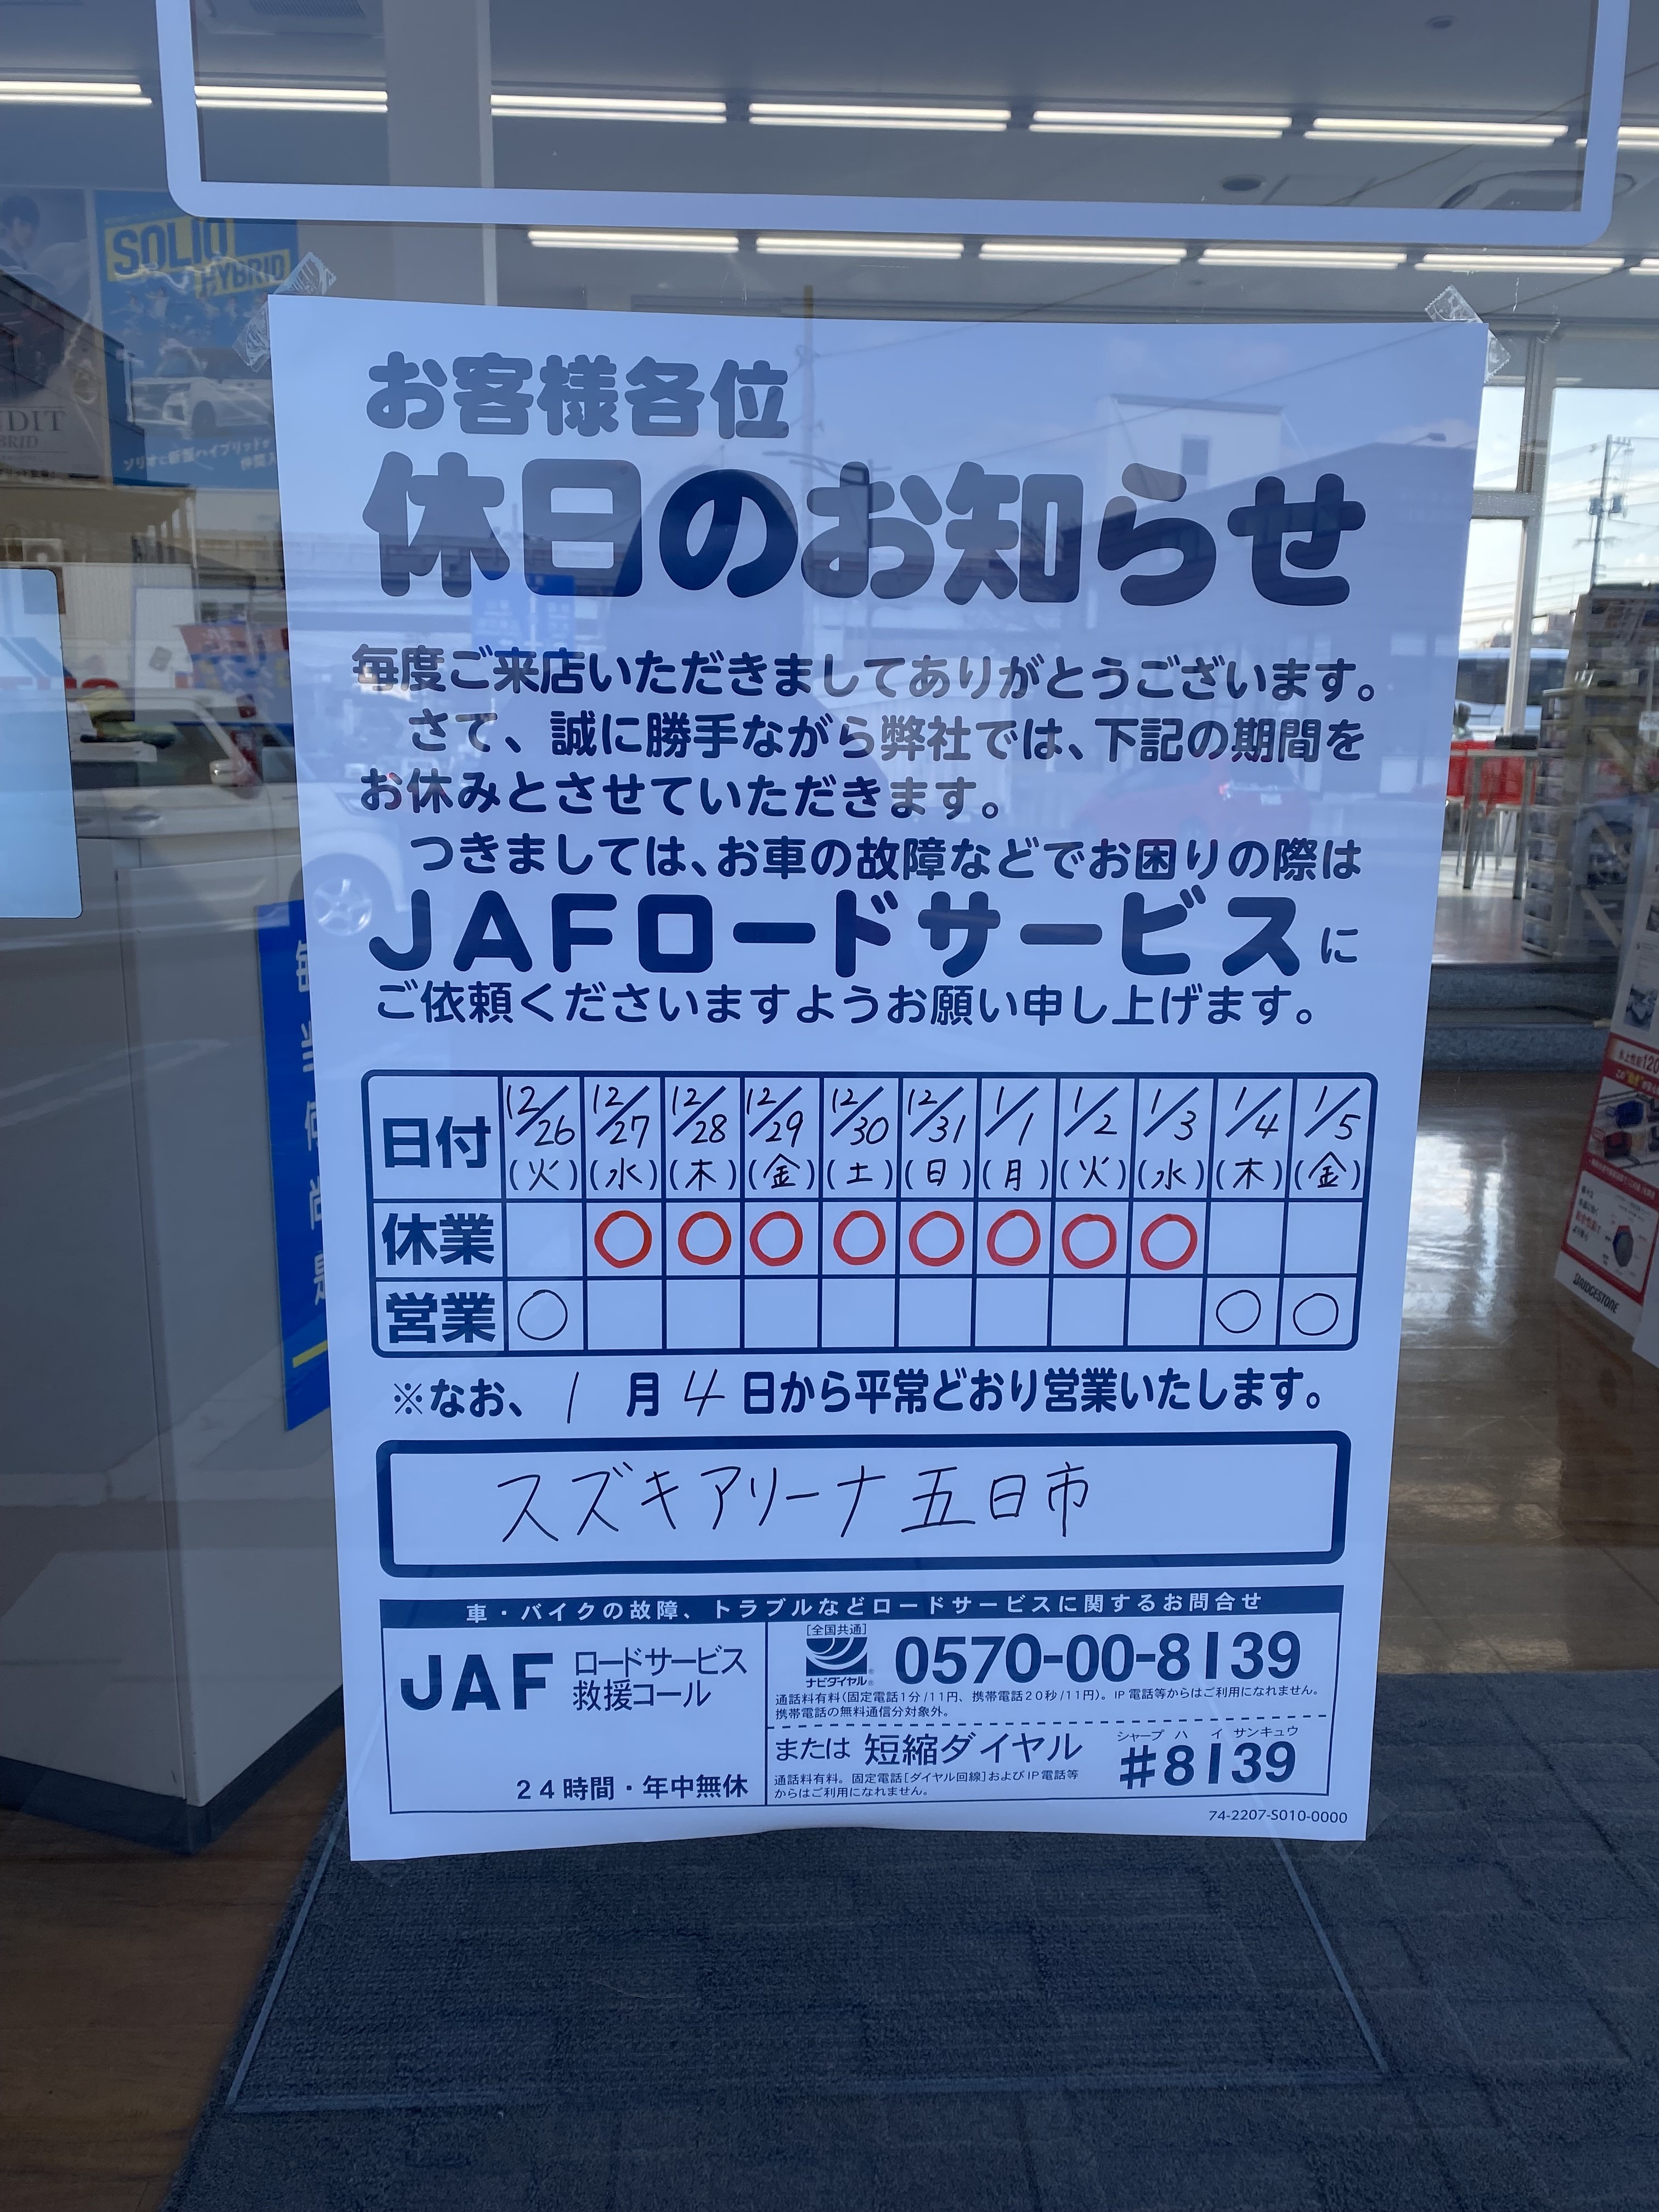 SOLIO
HYBRID
ソリオに新型ハイブリッドが
お客様各位
休日のお知らせ
毎度ご来店いただきましてありがとうございます。
さて、誠に勝手ながら弊社では、下記の期間を
お休みとさせていただきます。
つきましては、お車の故障などでお困りの際は
JAFロードサービスに
ご依頼くださいますようお願い申し上げます。
日付 12/26(火) 12/27(水) 12/28(木) 12/29(金) 12/30(土) 12/31(日) 1/1(月) 1/2(火) 1/3(水) 1/4(木) 1/5(金)
休業 ○ ○ ○ ○ ○ ○ ○ ○
営業 ○ ○ ○
※なお、1月4日から平常どおり営業いたします。
スズキアリーナ五日市
車・バイクの故障、トラブルなどロードサービスに関するお問合せ
JAF ロードサービス
救援コール
24時間・年中無休
[全国共通]
ナビダイヤル®
0570-00-8139
通話料有料(固定電話1分/11円、携帯電話20秒/11円)。IP電話等からはご利用になれません。
携帯電話の無料通信分対象外。
または 短縮ダイヤル
シャープ ハ イ サンキュウ
#8139
通話料有料。固定電話[ダイヤル回線]およびIP電話等
からはご利用になれません。
74-2207-S010-0000
BRIDGESTONE